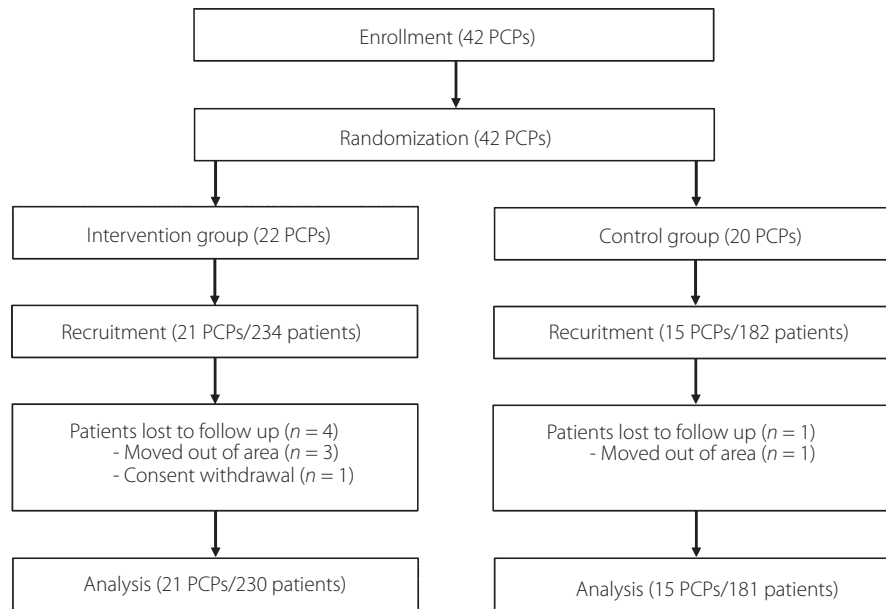 Enrollment (42 PCPs)
Randomization (42 PCPs)
Intervention group (22 PCPs)
Control group (20 PCPs)
Recruitment (21 PCPs/234 patients)
Recuritment (15 PCPs/182 patients)
Patients lost to follow up (n = 4)
- Moved out of area (n = 3)
- Consent withdrawal (n = 1)
Patients lost to follow up (n = 1)
- Moved out of area (n = 1)
Analysis (21 PCPs/230 patients)
Analysis (15 PCPs/181 patients)